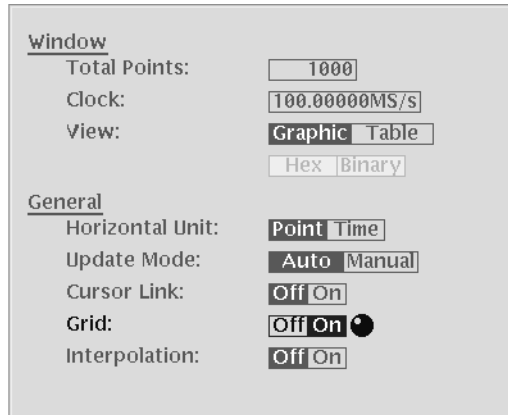 Window
Total Points: 1000
Clock: 100.00000MS/s
View: Graphic Table
Hex Binary
General
Horizontal Unit: Point Time
Update Mode: Auto Manual
Cursor Link: Off On
Grid: Off On
Interpolation: Off On